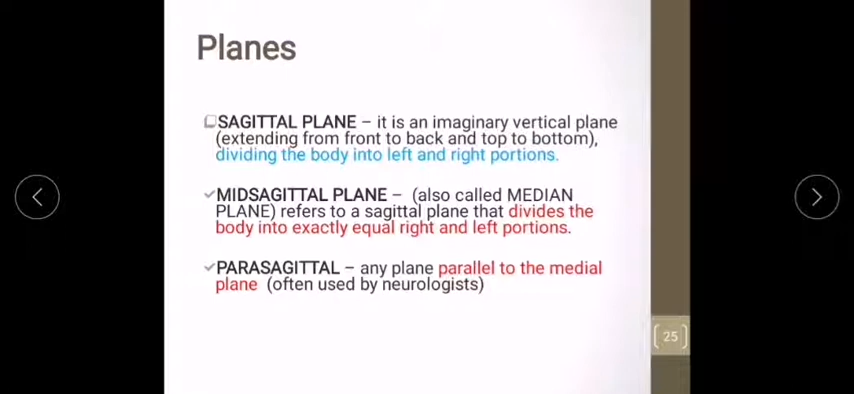 Planes
SAGITTAL PLANE – it is an imaginary vertical plane
(extending from front to back and top to bottom),
dividing the body into left and right portions.
MIDSAGITTAL PLANE – (also called MEDIAN
PLANE) refers to a sagittal plane that divides the
body into exactly equal right and left portions.
PARASAGITTAL – any plane parallel to the medial
plane (often used by neurologists)
25